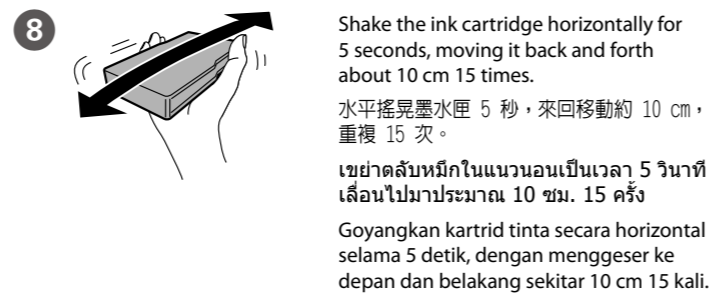 8
Shake the ink cartridge horizontally for
5 seconds, moving it back and forth
about 10 cm 15 times.
水平搖晃墨水匣 5 秒，來回移動約 10 cm，
重複 15 次。
เขย่าตลับหมึกในแนวนอนเป็นเวลา 5 วินาที
เลื่อนไปมาประมาณ 10 ซม. 15 ครั้ง
Goyangkan kartrid tinta secara horizontal
selama 5 detik, dengan menggeser ke
depan dan belakang sekitar 10 cm 15 kali.